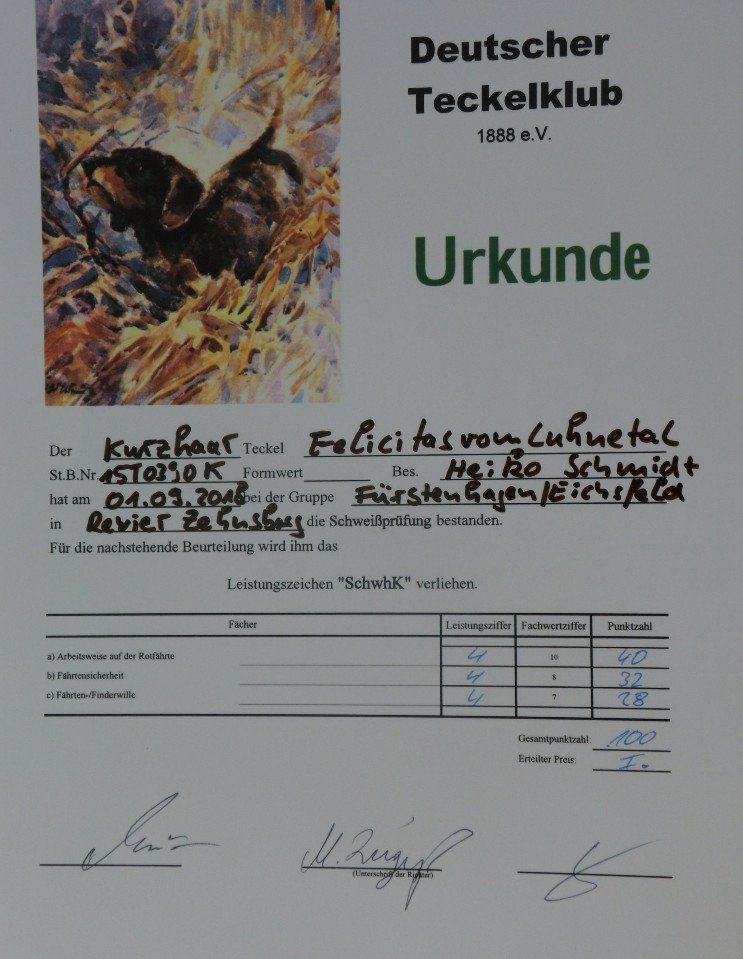 Deutscher
Teckelklub
1888 e.V.
Urkunde
Der Kurzhaar Teckel Felicitas vom Luhnetal
St.B.Nr. 15T0390K Formwert Bes. Heiko Schmidt
hat am 01.09.2018 bei der Gruppe Fürstenhagen/Eichsfeld
in Revier Zehnsberg die Schweißprüfung bestanden.
Für die nachstehende Beurteilung wird ihm das
Leistungszeichen "SchwhK" verliehen.
Fächer Leistungsziffer Fachwertziffer Punktzahl
a) Arbeitsweise auf der Rotfährte 4 10 40
b) Fährtensicherheit 4 8 32
c) Fährten-/Finderwille 4 7 28
Gesamtpunktzahl: 100
Erteilter Preis: I.
(Unterschrift der Richter)